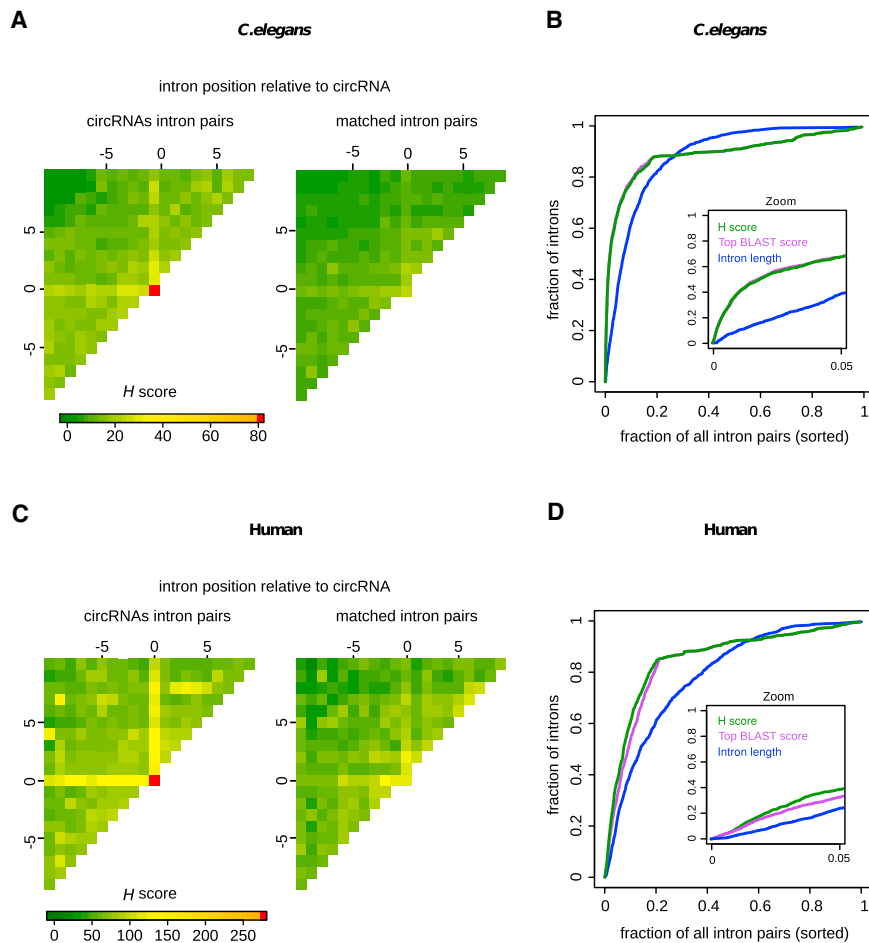 A
C.elegans
intron position relative to circRNA
circRNAs intron pairs
matched intron pairs
-5 0 5
-5 0 5
5
0
-5
H score
0 20 40 60 80
B
C.elegans
fraction of introns
0 0.2 0.4 0.6 0.8 1
Zoom
H score
Top BLAST score
Intron length
0 0.2 0.4 0.6 0.8 1
0 0.05
0 0.2 0.4 0.6 0.8 1
fraction of all intron pairs (sorted)
C
Human
intron position relative to circRNA
circRNAs intron pairs
matched intron pairs
-5 0 5
-5 0 5
5
0
-5
H score
0 50 100 150 200 250
D
Human
fraction of introns
0 0.2 0.4 0.6 0.8 1
Zoom
H score
Top BLAST score
Intron length
0 0.2 0.4 0.6 0.8 1
0 0.05
0 0.2 0.4 0.6 0.8 1
fraction of all intron pairs (sorted)